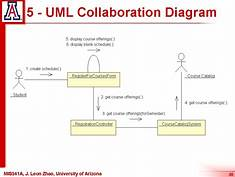 5 - UML Collaboration Diagram
5: display course offerings( )
6: display blank schedule( )
1: create schedule( )
: RegisterForCoursesForm
: Course Catalog
: Student
2: get course offerings( )
4: get course offerings( )
3: get course offerings(forSemester)
: RegistrationController
: CourseCatalogSystem
MIS341A, J. Leon Zhao, University of Arizona